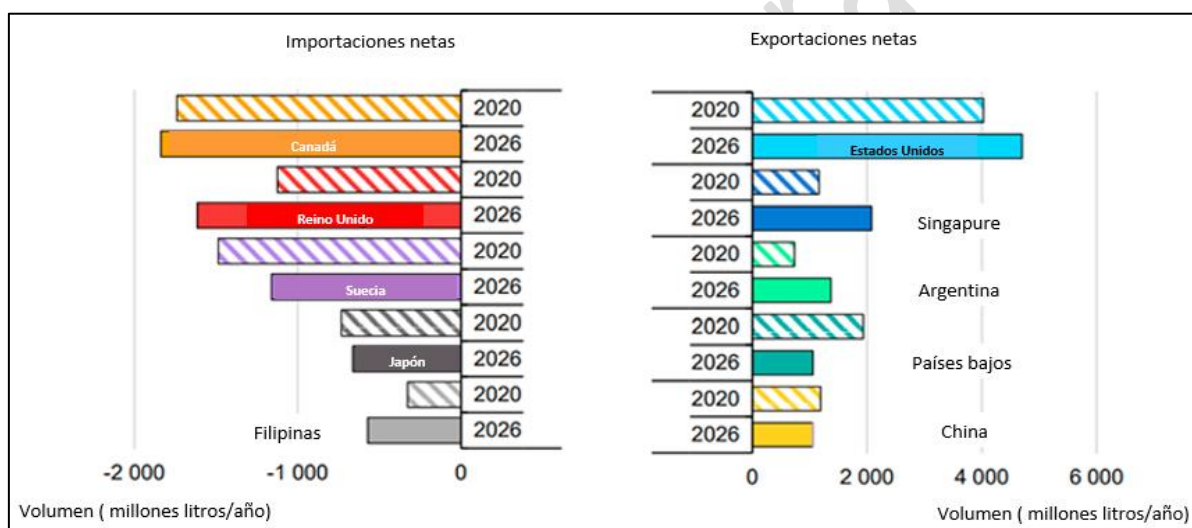 Importaciones netas
Exportaciones netas
2020
2020
Canadá
2026
2026
Estados Unidos
2020
2020
Reino Unido
2026
2026
Singapure
2020
2020
Suecia
2026
2026
Argentina
2020
2020
Japón
2026
2026
Países bajos
2020
2020
Filipinas
2026
2026
China
-2 000
-1 000
0
0
2 000
4 000
6 000
Volumen ( millones litros/año)
Volumen ( millones litros/año)